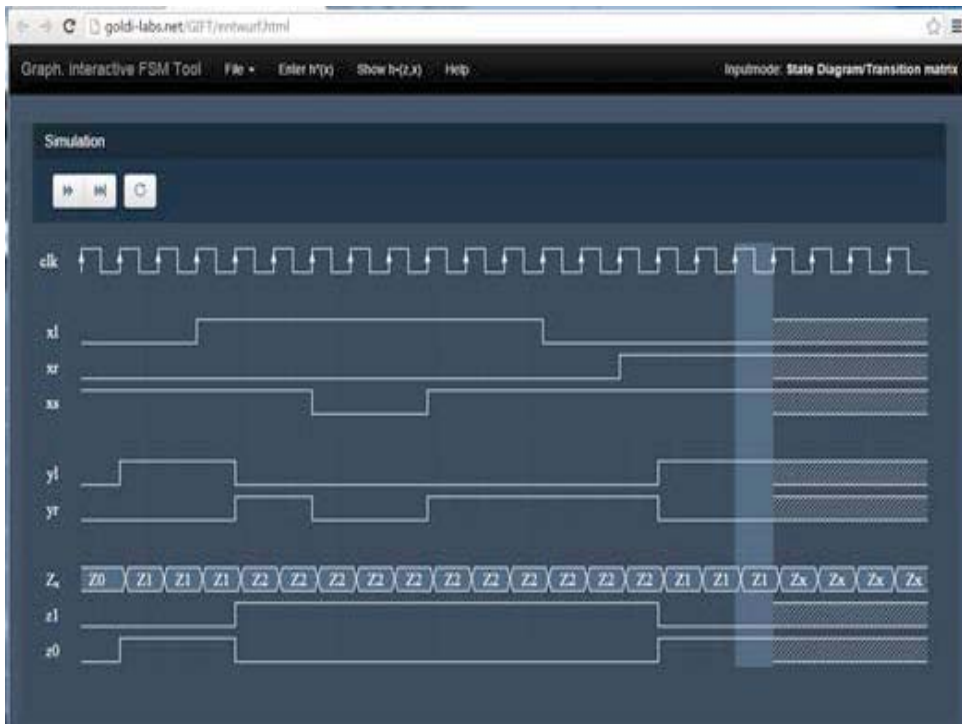 goldi-labs.net/GIFT/entwurf.html
Graph. Interactive FSM Tool File Enter h*(x) Show h*(z,x) Help Inputmode: State Diagram/Transition matrix
Simulation
clk
xl
xr
xs
yl
yr
Zs Z0 Z1 Z1 Z1 Z2 Z2 Z2 Z2 Z2 Z2 Z2 Z2 Z2 Z2 Z2 Z1 Z1 Z1 Zx Zx Zx Zx
z1
z0